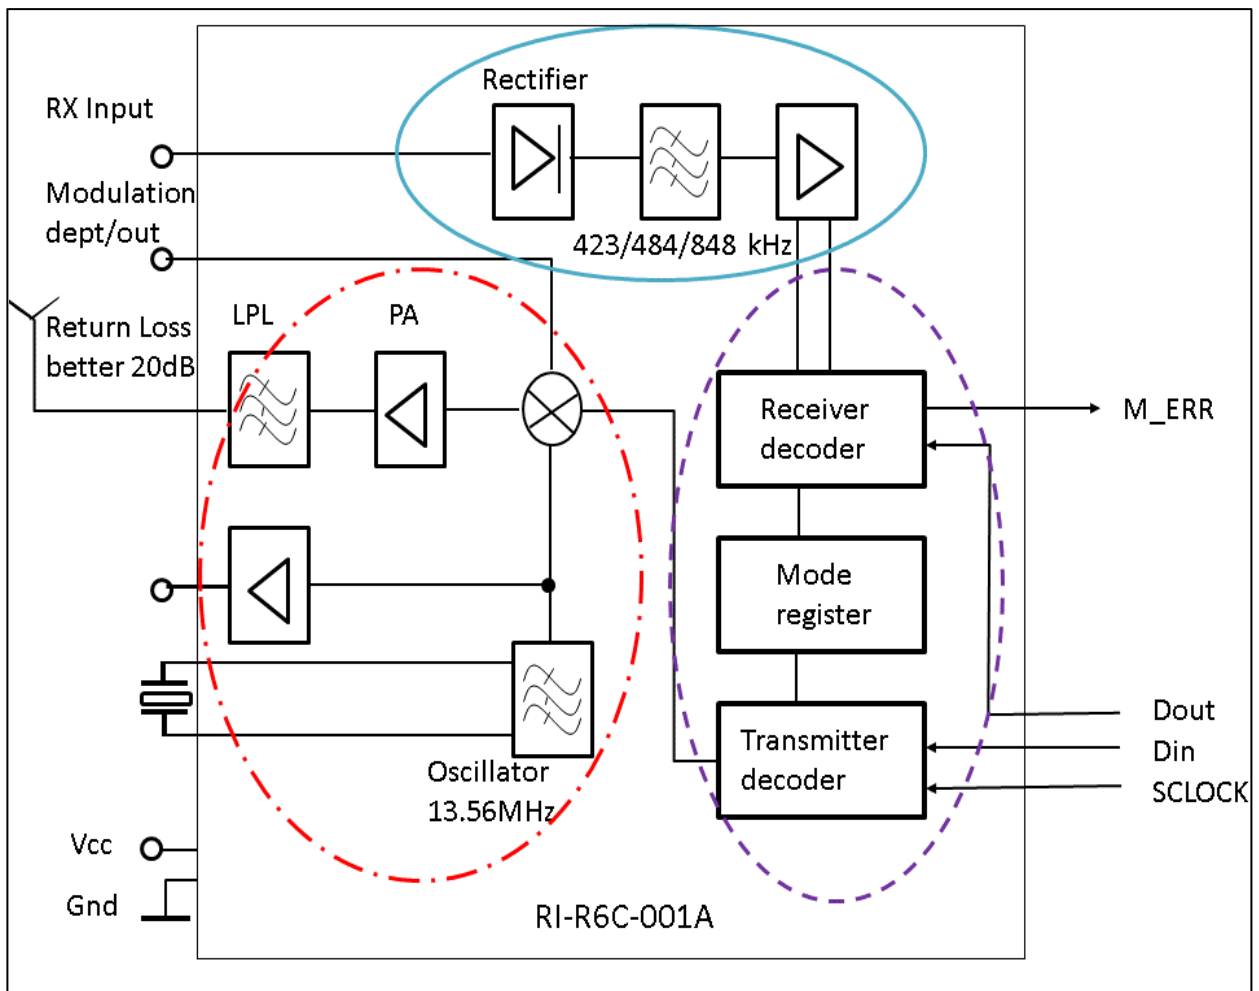 Rectifier
RX Input
Modulation
dept/out
423/484/848 kHz
LPL
PA
Return Loss
better 20dB
Receiver
decoder
M_ERR
Mode
register
Transmitter
decoder
Dout
Din
SCLOCK
Oscillator
13.56MHz
Vcc
Gnd
RI-R6C-001A